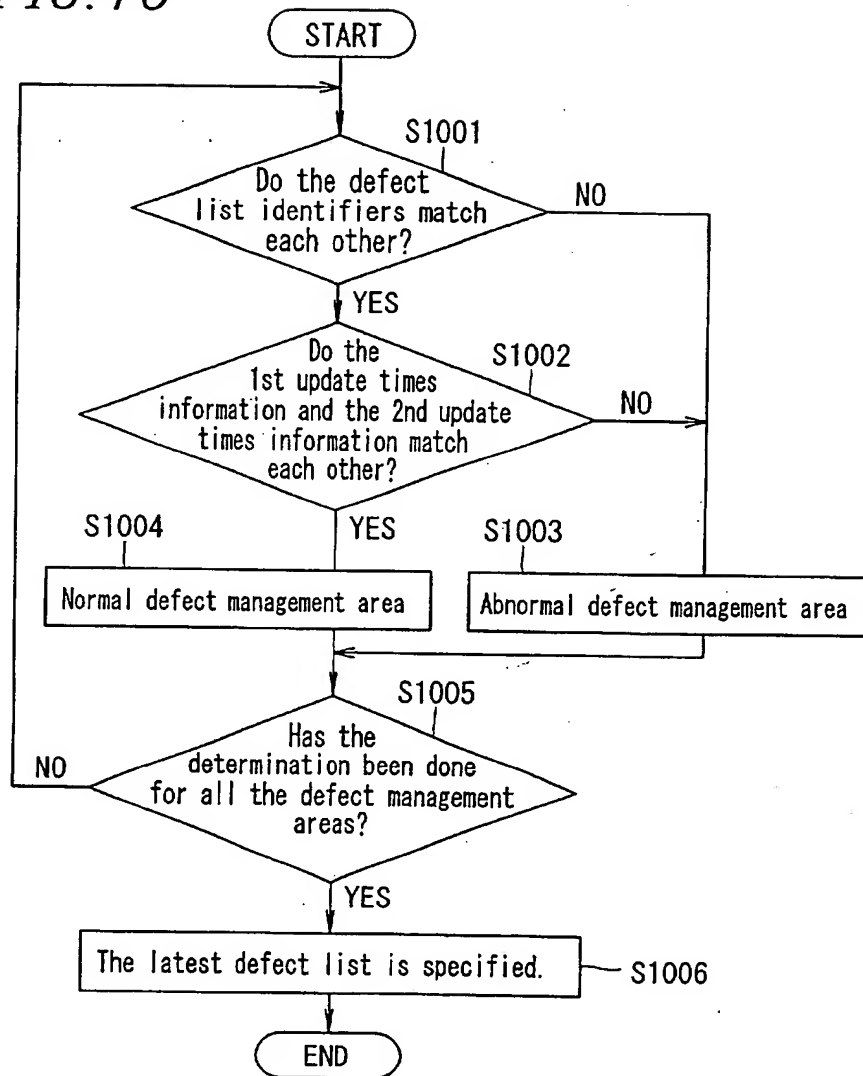 START
S1001
Do the defect
list identifiers match
each other?
NO
YES
S1002
Do the
1st update times
information and the 2nd update
times information match
each other?
NO
YES
S1004
S1003
Normal defect management area
Abnormal defect management area
S1005
Has the
determination been done
for all the defect management
areas?
NO
YES
The latest defect list is specified.
S1006
END